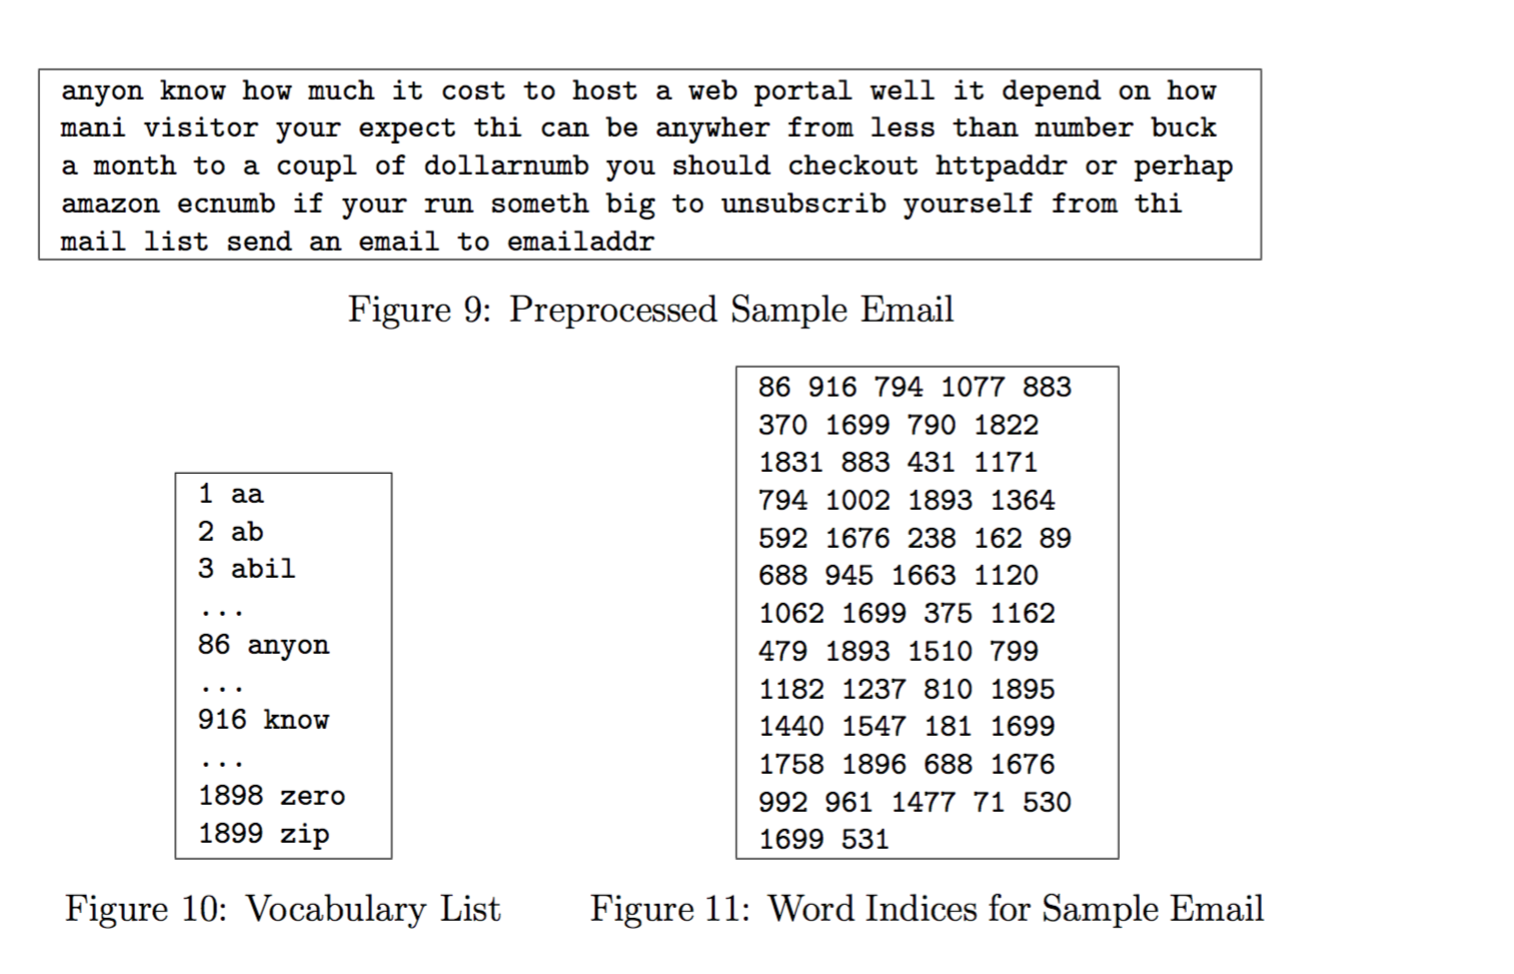 anyon know how much it cost to host a web portal well it depend on how
mani visitor your expect thi can be anywher from less than number buck
a month to a coupl of dollarnumb you should checkout httpaddr or perhap
amazon ecnumb if your run someth big to unsubscrib yourself from thi
mail list send an email to emailaddr
Figure 9: Preprocessed Sample Email
1 aa
2 ab
3 abil
...
86 anyon
...
916 know
...
1898 zero
1899 zip
Figure 10: Vocabulary List
86 916 794 1077 883
370 1699 790 1822
1831 883 431 1171
794 1002 1893 1364
592 1676 238 162 89
688 945 1663 1120
1062 1699 375 1162
479 1893 1510 799
1182 1237 810 1895
1440 1547 181 1699
1758 1896 688 1676
992 961 1477 71 530
1699 531
Figure 11: Word Indices for Sample Email